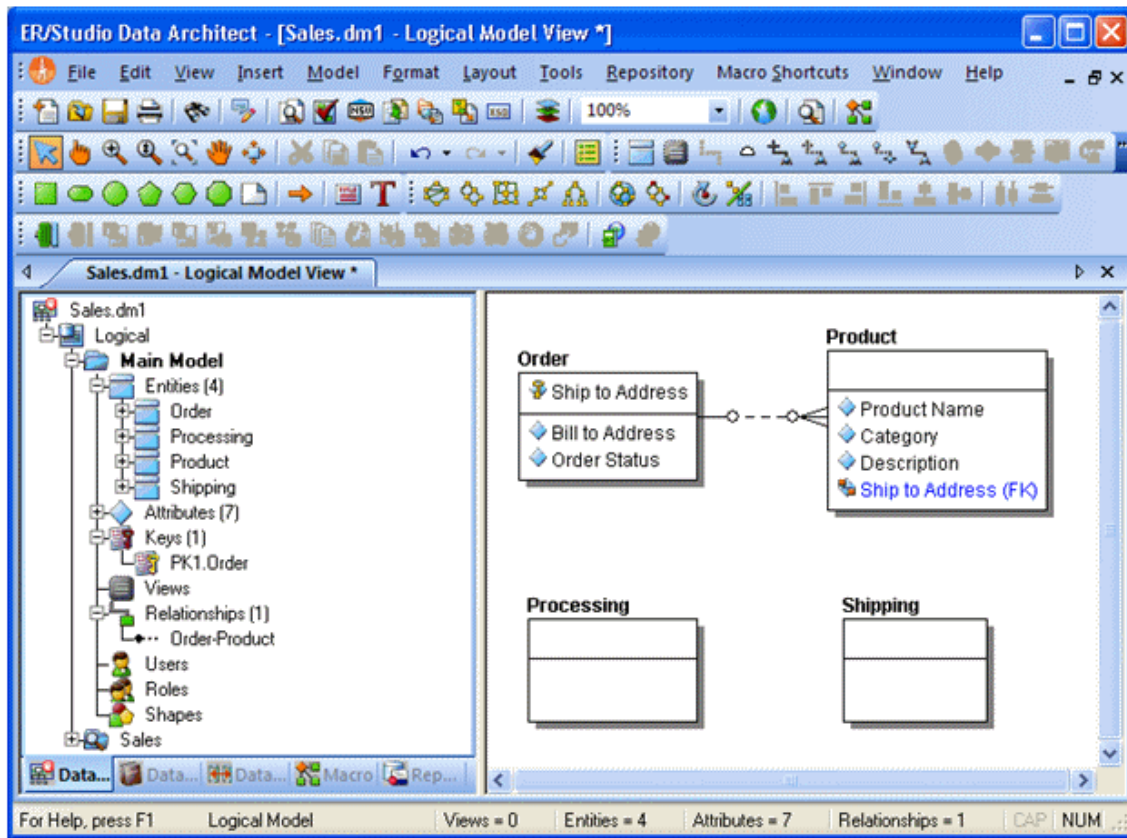 ER/Studio Data Architect - [Sales.dm1 - Logical Model View *]
File Edit View Insert Model Format Layout Tools Repository Macro Shortcuts Window Help
100%
Sales.dm1 - Logical Model View *
Sales.dm1
Logical
Main Model
Entities (4)
Order
Processing
Product
Shipping
Attributes (7)
Keys (1)
PK1.Order
Views
Relationships (1)
Order-Product
Users
Roles
Shapes
Sales
Data... Data... Data... Macro Rep...
Order
Ship to Address
Bill to Address
Order Status
Product
Product Name
Category
Description
Ship to Address (FK)
Processing
Shipping
For Help, press F1 Logical Model Views = 0 Entities = 4 Attributes = 7 Relationships = 1 CAP NUM